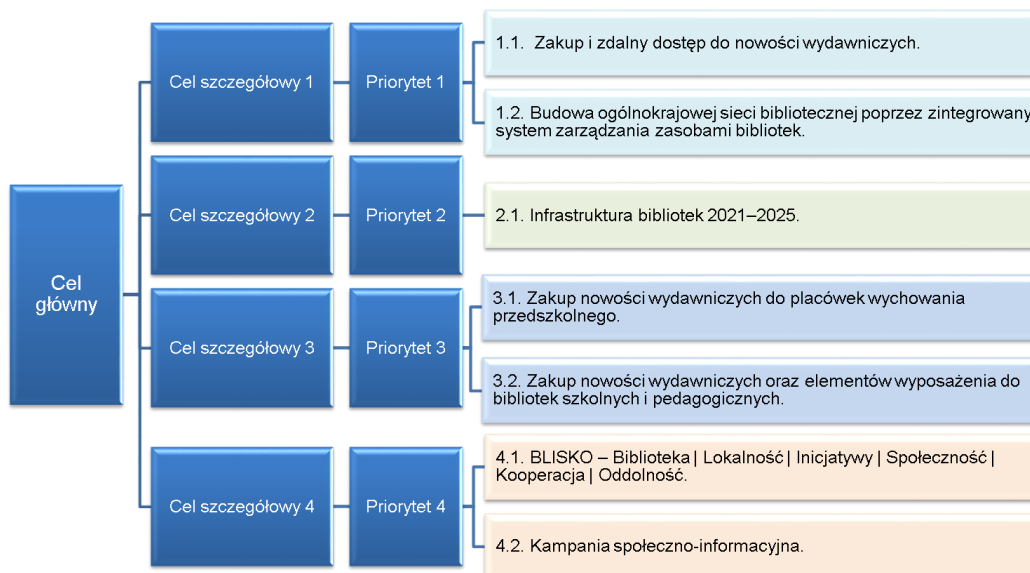 Cel
główny
Cel szczegółowy 1
Priorytet 1
1.1.  Zakup i zdalny dostęp do nowości wydawniczych.
1.2. Budowa ogólnokrajowej sieci bibliotecznej poprzez zintegrowany
system zarządzania zasobami bibliotek.
Cel szczegółowy 2
Priorytet 2
2.1. Infrastruktura bibliotek 2021–2025.
Cel szczegółowy 3
Priorytet 3
3.1. Zakup nowości wydawniczych do placówek wychowania
przedszkolnego.
3.2. Zakup nowości wydawniczych oraz elementów wyposażenia do
bibliotek szkolnych i pedagogicznych.
Cel szczegółowy 4
Priorytet 4
4.1. BLISKO – Biblioteka | Lokalność | Inicjatywy | Społeczność |
Kooperacja | Oddolność.
4.2. Kampania społeczno-informacyjna.